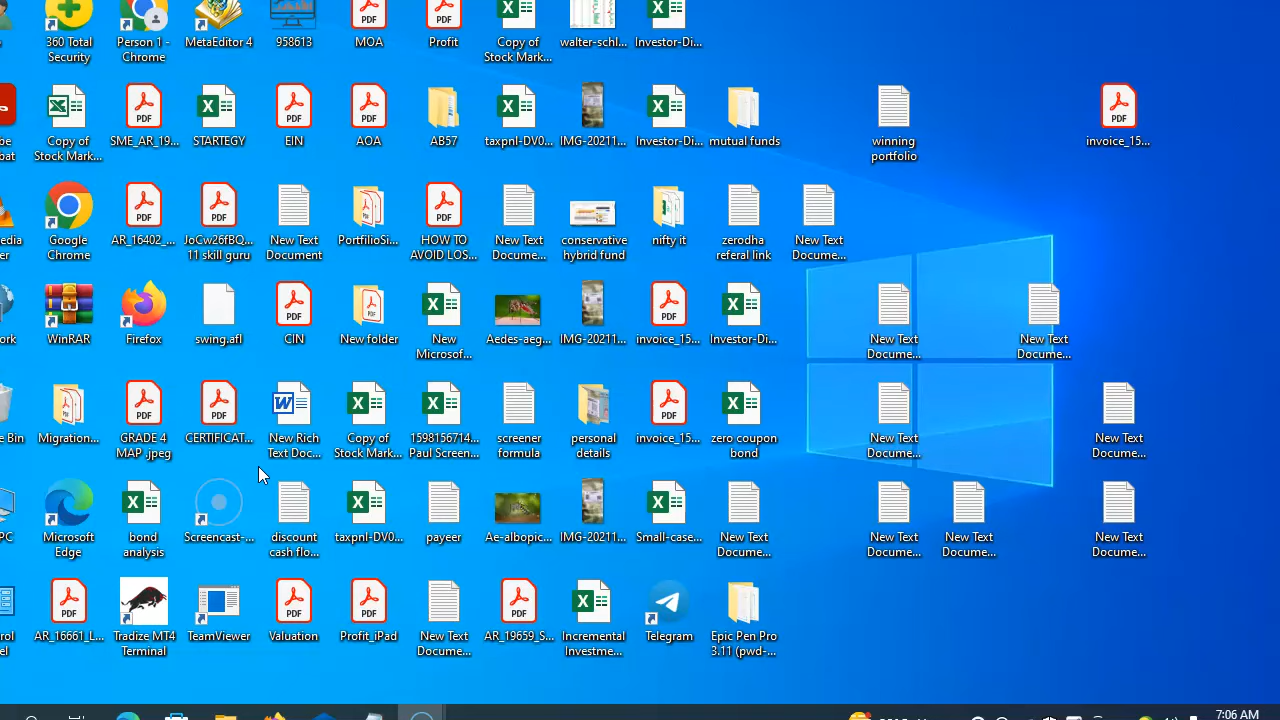 360 Total
Security
Person 1 -
Chrome
MetaEditor 4
958613
MOA
Profit
Copy of
Stock Mark...
walter-schl...
Investor-Di...
Copy of
Stock Mark...
SME_AR_19...
STARTEGY
EIN
AOA
AB57
taxpnl-DV0...
IMG-20211...
Investor-Di...
mutual funds
winning
portfolio
invoice_15...
Google
Chrome
AR_16402_...
JoCw26fBQ...
11 skill guru
New Text
Document
PortfilioSi...
HOW TO
AVOID LOS...
New Text
Docume...
conservative
hybrid fund
nifty it
zerodha
referal link
New Text
Docume...
WinRAR
Firefox
swing.afl
CIN
New folder
New
Microsof...
Aedes-aeg...
IMG-20211...
invoice_15...
Investor-Di...
New Text
Docume...
New Text
Docume...
Bin
Migration...
GRADE 4
MAP .jpeg
CERTIFICAT...
New Rich
Text Doc...
Copy of
Stock Mark...
1598156714...
Paul Screen...
screener
formula
personal
details
invoice_15...
zero coupon
bond
New Text
Docume...
New Text
Docume...
PC
Microsoft
Edge
bond
analysis
Screencast-...
discount
cash flo...
taxpnl-DV0...
payeer
Ae-albopic...
IMG-20211...
Small-case...
New Text
Docume...
New Text
Docume...
New Text
Docume...
New Text
Docume...
AR_16661_L...
Tradize MT4
Terminal
TeamViewer
Valuation
Profit_iPad
New Text
Docume...
AR_19659_S...
Incremental
Investme...
Telegram
Epic Pen Pro
3.11 (pwd-...
7:06 AM